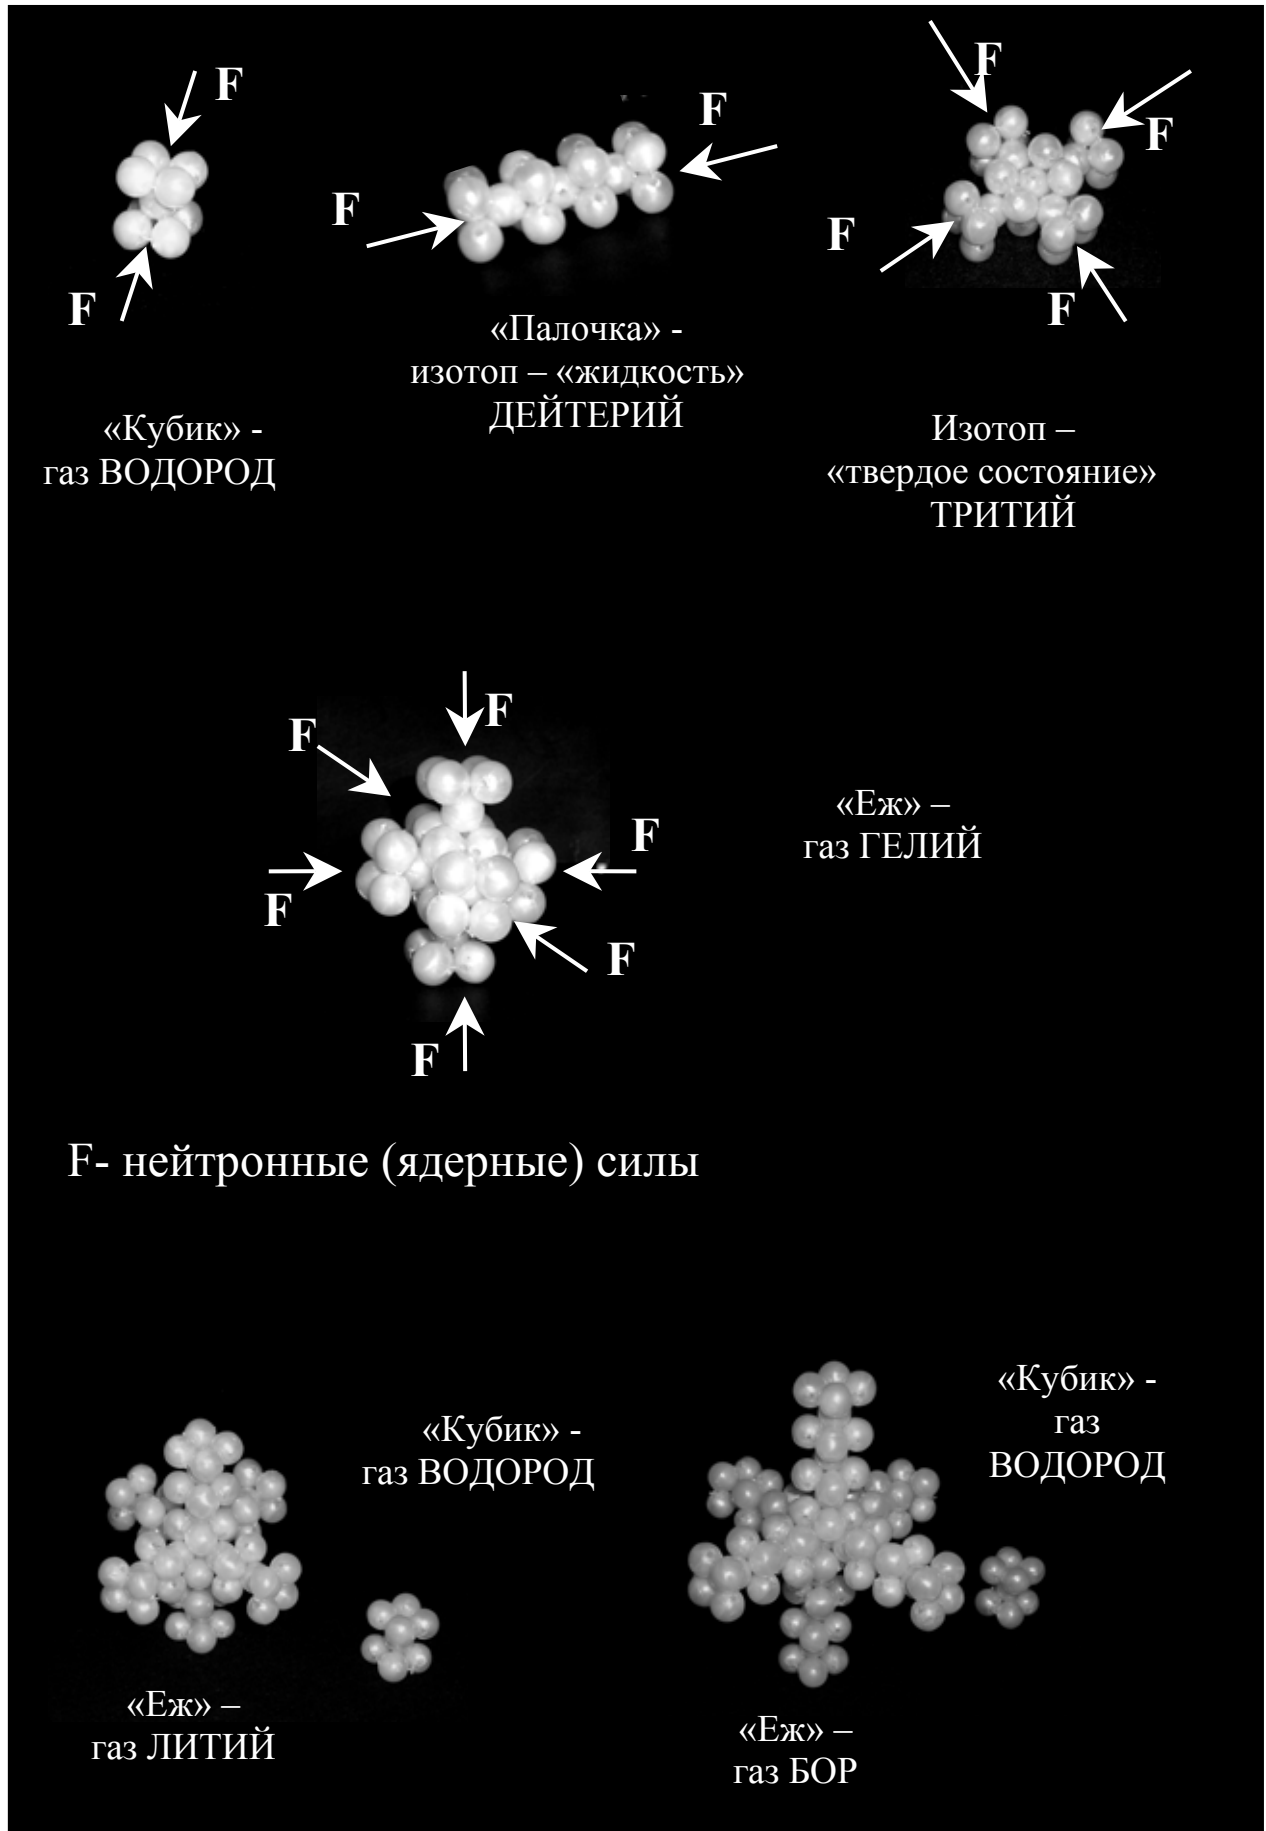 F
F
«Кубик» -
газ ВОДОРОД
F
F
«Палочка» -
изотоп – «жидкость»
ДЕЙТЕРИЙ
F
F
F
F
Изотоп –
«твердое состояние»
ТРИТИЙ
F
F
F
F
F
F
«Еж» –
газ ГЕЛИЙ
F- нейтронные (ядерные) силы
«Кубик» -
газ ВОДОРОД
«Еж» –
газ ЛИТИЙ
«Кубик» -
газ
ВОДОРОД
«Еж» –
газ БОР